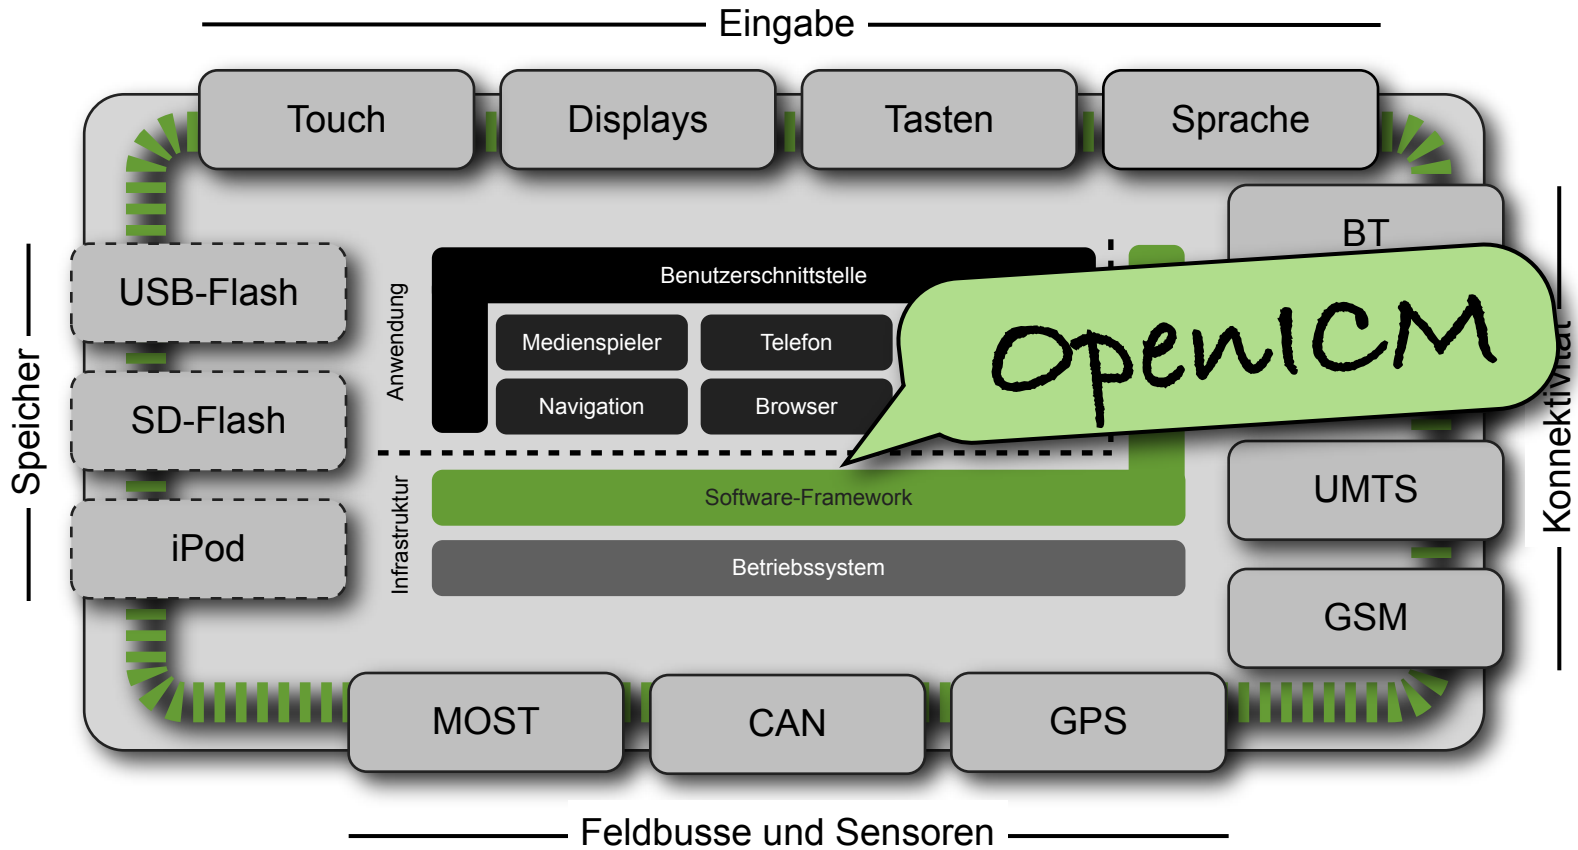 Eingabe
Touch
Displays
Tasten
Sprache
BT
Speicher
USB-Flash
SD-Flash
iPod
Anwendung
Benutzerschnittstelle
Medienspieler
Telefon
Navigation
Browser
OpenICM
Konnektivität
Infrastruktur
Software-Framework
Betriebssystem
UMTS
GSM
MOST
CAN
GPS
Feldbusse und Sensoren